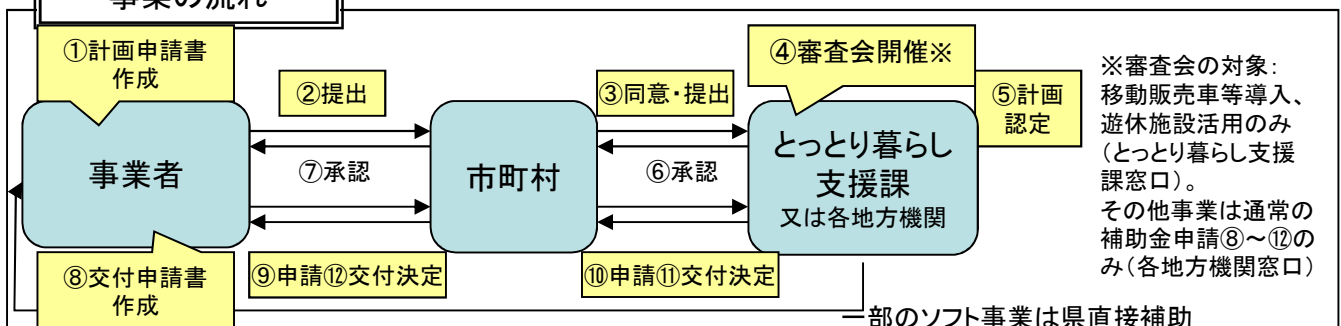 事業の流れ
①計画申請書
作成
②提出
③同意・提出
④審査会開催※
⑤計画
認定
※審査会の対象：
移動販売車等導入、
遊休施設活用のみ
（とっとり暮らし支援
課窓口）。
その他事業は通常の
補助金申請⑧～⑫の
み（各地方機関窓口）
事業者
⑦承認
市町村
⑥承認
とっとり暮らし
支援課
又は各地方機関
⑧交付申請書
作成
⑨申請⑫交付決定
⑩申請⑪交付決定
一部のソフト事業は県直接補助